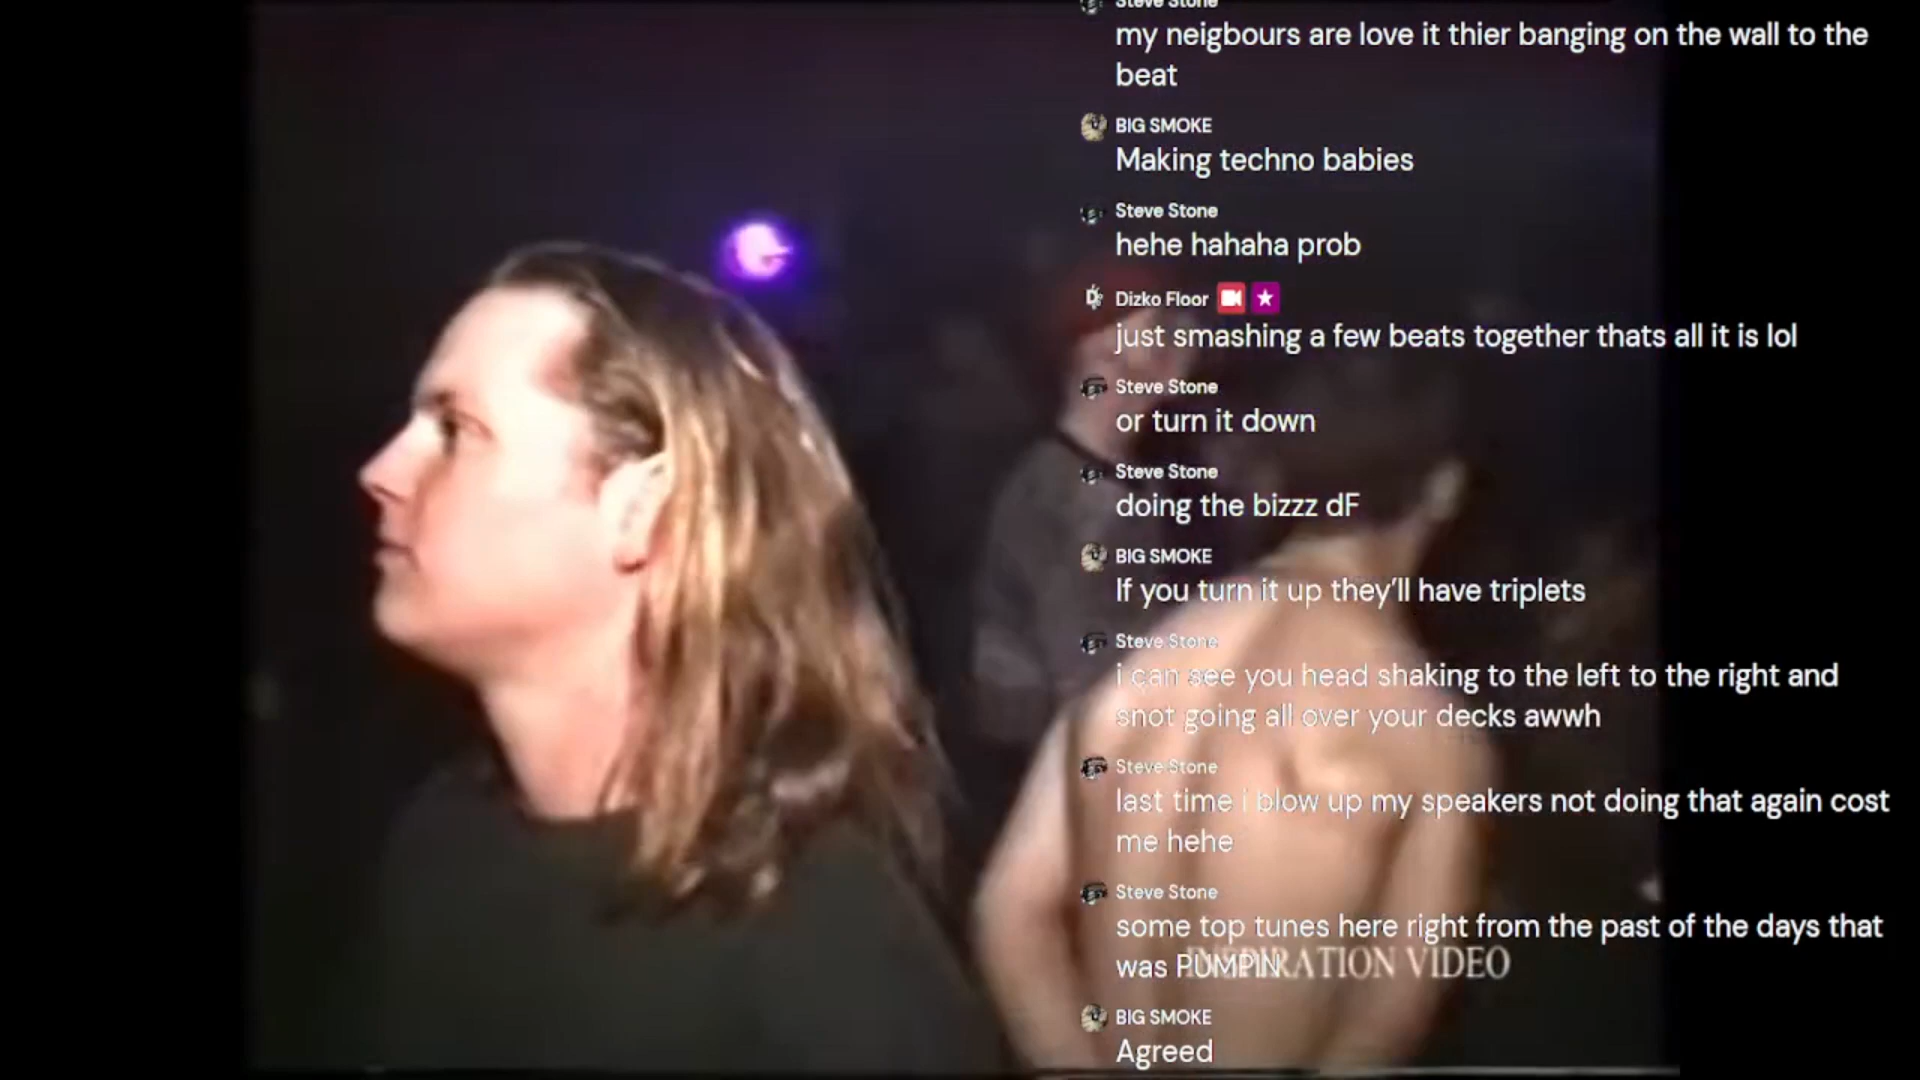 Steve Stone
my neigbours are love it thier banging on the wall to the
beat
BIG SMOKE
Making techno babies
Steve Stone
hehe hahaha prob
Dizko Floor
just smashing a few beats together thats all it is lol
Steve Stone
or turn it down
Steve Stone
doing the bizzz dF
BIG SMOKE
If you turn it up they'll have triplets
Steve Stone
i can see you head shaking to the left to the right and
snot going all over your decks awwh
Steve Stone
last time i blow up my speakers not doing that again cost
me hehe
Steve Stone
some top tunes here right from the past of the days that
was PUMPIN
INSPIRATION VIDEO
BIG SMOKE
Agreed